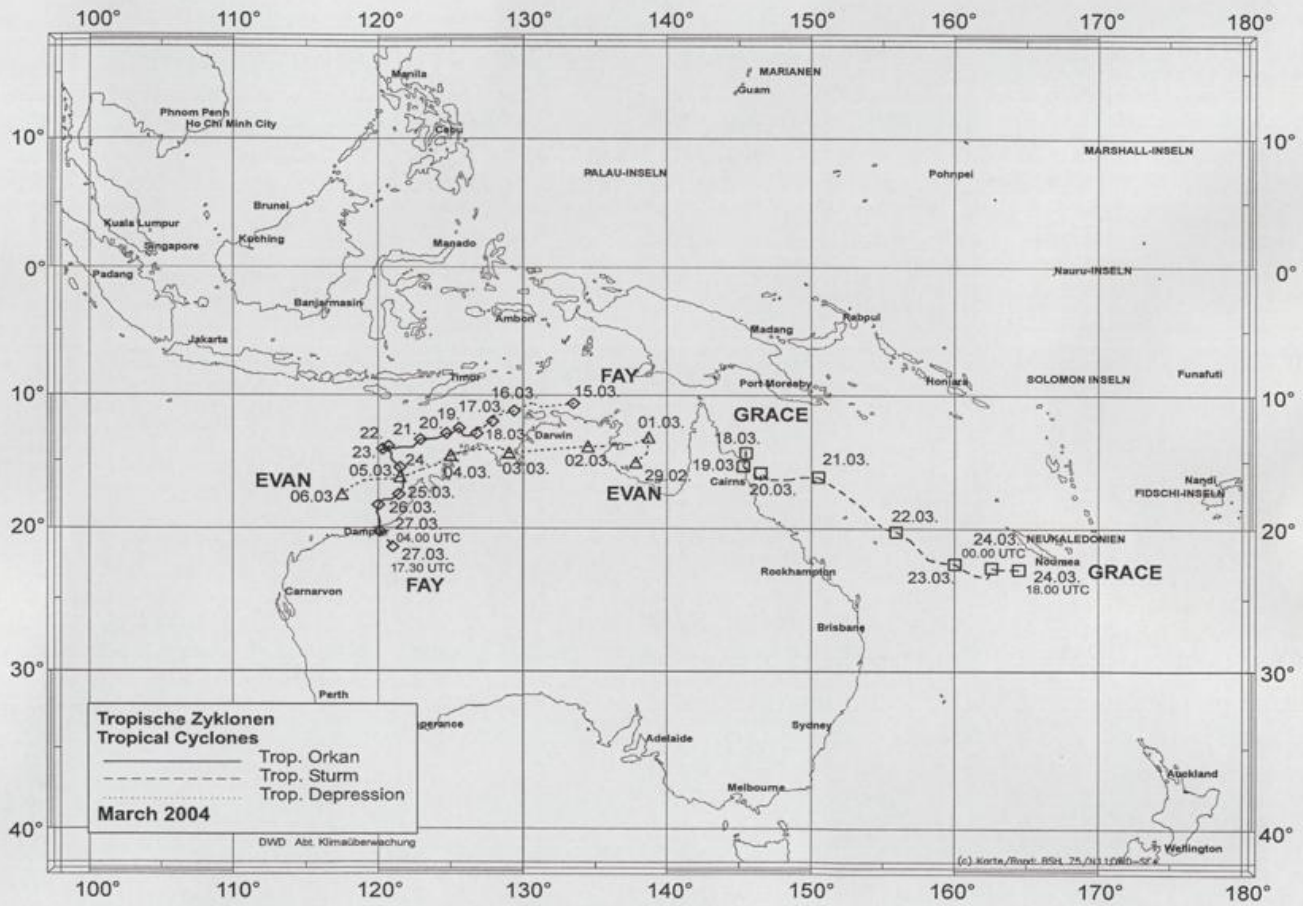 100° 110° 120° 130° 140° 150° 160° 170° 180°
Manila
MARIANEN
Guam
Phnom Penh
Ho Chi Minh City
Cebu
10° 10°
MARSHALL-INSELN
PALAU-INSELN
Pohnpei
Brunei
Kuala Lumpur
Kuching
Singapore
Manado
0° 0°
Padang
Nauru-INSELN
Banjarmasin
Ambon
Rabpul
Madang
Jakarta
Timor
FAY
Port Moresby
Honiara
SOLOMON INSELN
Funafuti
10° 10°
16.03. 15.03.
17.03.
GRACE
19.
20.
21.
22.
23.
18.03.
Darwin
01.03.
18.03.
24.
05.03.
04.03.
03.03.
02.03.
29.02.
19.03.
Cairns
20.03.
21.03.
EVAN
06.03.
EVAN
25.03.
26.03.
Nandi
FIDSCHI-INSELN
22.03.
20° 20°
27.03.
04.00 UTC
24.03.
00.00 UTC
NEUKALEDONIEN
27.03.
17.30 UTC
FAY
Noumea
23.03.
24.03.
18.00 UTC
GRACE
Rockhampton
Carnarvon
Brisbane
30° 30°
Perth
perance
Sydney
Adelaide
Melbourne
Auckland
Wellington
Tropische Zyklonen
Tropical Cyclones
Trop. Orkan
Trop. Sturm
Trop. Depression
March 2004
40° 40°
DWD Abt. Klimaüberwachung
100° 110° 120° 130° 140° 150° 160° 170° 180°